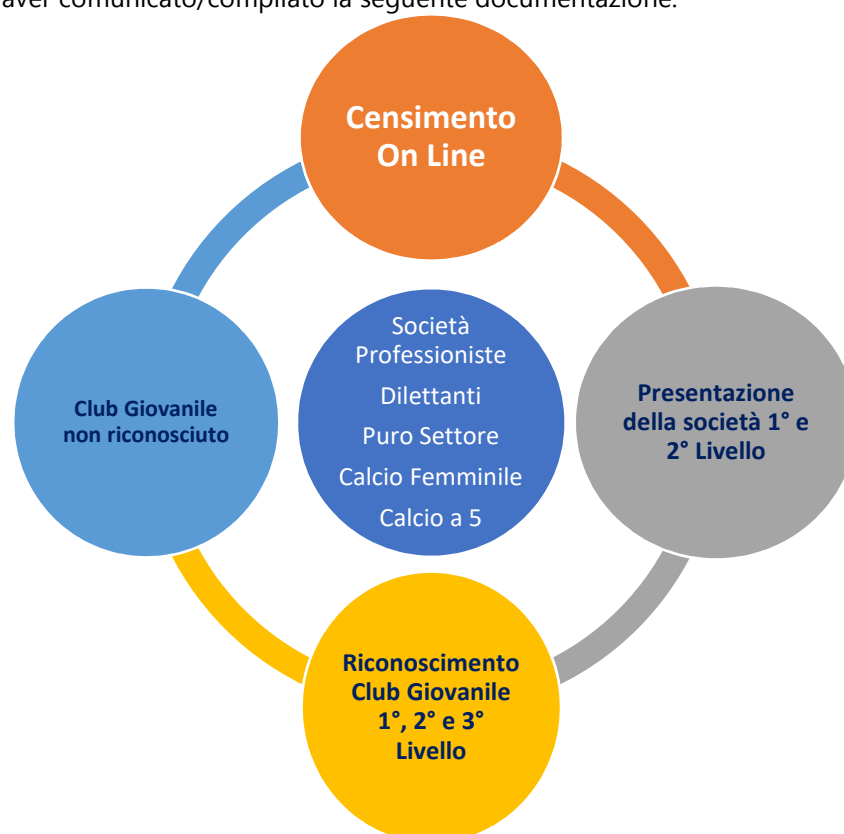 aver comunicato/compilato la seguente documentazione:
Censimento
On Line
Società
Professioniste
Dilettanti
Puro Settore
Calcio Femminile
Calcio a 5
Club Giovanile
non riconosciuto
Presentazione
della società 1° e
2° Livello
Riconoscimento
Club Giovanile
1°, 2° e 3°
Livello